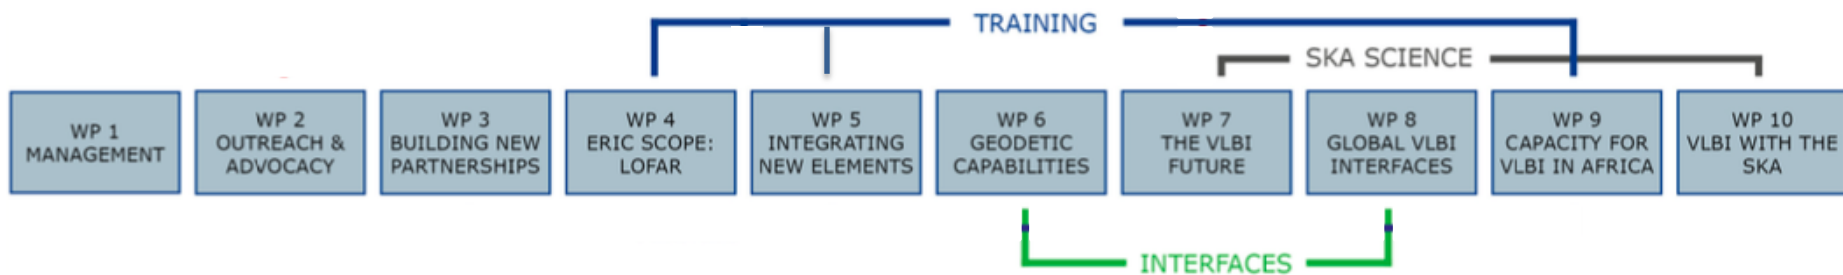 TRAINING
SKA SCIENCE
WP 1
MANAGEMENT
WP 2
OUTREACH &
ADVOCACY
WP 3
BUILDING NEW
PARTNERSHIPS
WP 4
ERIC SCOPE:
LOFAR
WP 5
INTEGRATING
NEW ELEMENTS
WP 6
GEODETIC
CAPABILITIES
WP 7
THE VLBI
FUTURE
WP 8
GLOBAL VLBI
INTERFACES
WP 9
CAPACITY FOR
VLBI IN AFRICA
WP 10
VLBI WITH THE
SKA
INTERFACES